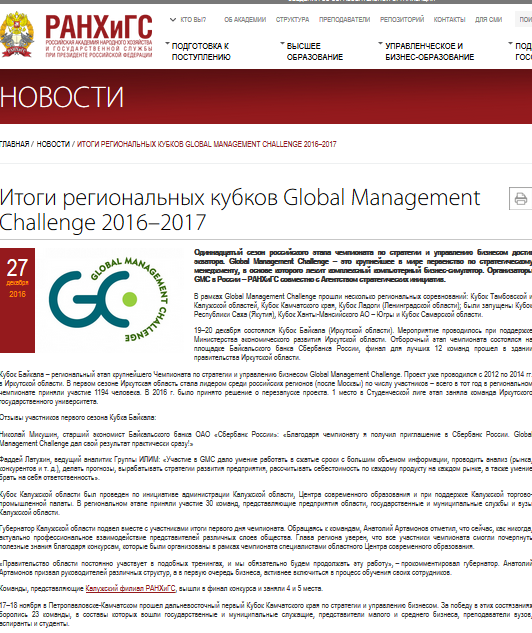 РАНХиГС
РОССИЙСКАЯ АКАДЕМИЯ НАРОДНОГО ХОЗЯЙСТВА
И ГОСУДАРСТВЕННОЙ СЛУЖБЫ
ПРИ ПРЕЗИДЕНТЕ РОССИЙСКОЙ ФЕДЕРАЦИИ
КТО ВЫ? ОБ АКАДЕМИИ СТРУКТУРА ПРЕПОДАВАТЕЛИ РЕПОЗИТОРИЙ КОНТАКТЫ ДЛЯ СМИ
ПОДГОТОВКА К
ПОСТУПЛЕНИЮ
ВЫСШЕЕ
ОБРАЗОВАНИЕ
УПРАВЛЕНЧЕСКОЕ И
БИЗНЕС-ОБРАЗОВАНИЕ
НОВОСТИ
ГЛАВНАЯ / НОВОСТИ / ИТОГИ РЕГИОНАЛЬНЫХ КУБКОВ GLOBAL MANAGEMENT CHALLENGE 2016–2017
Итоги региональных кубков Global Management
Challenge 2016–2017
27
декабря
2016
GLOBAL MANAGEMENT CHALLENGE
Одиннадцатый сезон российского этапа чемпионата по стратегии и управлению бизнесом дости
экватора. Global Management Challenge – это крупнейшее в мире первенство по стратегическому
менеджменту, в основе которого лежит комплексный компьютерный бизнес-симулятор. Организаторы
GMC в России – РАНХиГС совместно с Агентством стратегических инициатив.
В рамках Global Management Challenge прошли несколько региональных соревнований: Кубок Тамбовской и
Калужской областей, Кубок Камчатского края, Кубок Ладоги (Ленинградской области); были запущены Кубок
Республики Саха (Якутия), Кубок Ханты-Мансийского АО – Югры и Кубок Самарской области.
19–20 декабря состоялся Кубок Байкала (Иркутской области). Мероприятие проводилось при поддержке
Министерства экономического развития Иркутской области. Отборочный этап чемпионата состоялся на
площадке Байкальского банка Сбербанка России, финал для лучших 12 команд прошел в здании
правительства Иркутской области.
Кубок Байкала – региональный этап крупнейшего Чемпионата по стратегии и управлению бизнесом Global Management Challenge. Проект уже проводился с 2012 по 2014 гг.
в Иркутской области. В первом сезоне Иркутская область стала лидером среди российских регионов (после Москвы) по числу участников – всего в тот год в региональном
чемпионате приняли участие 1194 человека. В 2016 г. было принято решение о перезапуске проекта. 1 место в Студенческой лиге этап заняла команда Иркутского
государственного университета.
Отзывы участников первого сезона Кубка Байкала:
Николай Микушин, старший экономист Байкальского банка ОАО «Сбербанк России»: «Благодаря чемпионату я получил приглашение в Сбербанк России. Global
Management Challenge дал свой результат практически сразу!»
Фаддей Латухин, ведущий аналитик Группы ИПИМ: «Участие в GMC дало умение работать в сжатые сроки с большим объемом информации, проводить анализ (рынка,
конкурентов и т. д.), делать прогнозы, вырабатывать стратегии развития предприятия, рассчитывать себестоимость по каждому продукту на каждом рынке, а также умение
брать на себя ответственность».
Кубок Калужской области был проведен по инициативе администрации Калужской области, Центра современного образования и при поддержке Калужской торгово-
промышленной палаты. В региональном этапе приняли участие 30 команд, представляющие предприятия области, государственные и муниципальные службы и вузы
Калужской области.
Губернатор Калужской области подвел вместе с участниками итоги первого дня чемпионата. Обращаясь к командам, Анатолий Артамонов отметил, что сейчас, как никогда,
актуально профессиональное взаимодействие представителей различных слоев общества. Глава региона уверен, что все участники чемпионата смогли почерпнуть
полезные знания благодаря конкурсам, которые были организованы в рамках чемпионата специалистами областного Центра современного образования.
«Правительство области постоянно участвует в подобных тренингах, и мы обязательно будем продолжать эту работу», – прокомментировал губернатор. Анатолий
Артамонов призвал руководителей различных структур, а в первую очередь бизнеса, активнее включиться в процесс обучения своих сотрудников.
Команды, представляющие Калужский филиал РАНХиГС, вышли в финал конкурса и заняли 4 и 5 места.
17–18 ноября в Петропавловске-Камчатском прошел дальневосточный первый Кубок Камчатского края по стратегии и управлению бизнесом. За победу в этих состязаниях
боролись 23 команды, в составы которых вошли государственные и муниципальные служащие, представители малого и среднего бизнеса, преподаватели вузов,
аспиранты и студенты.